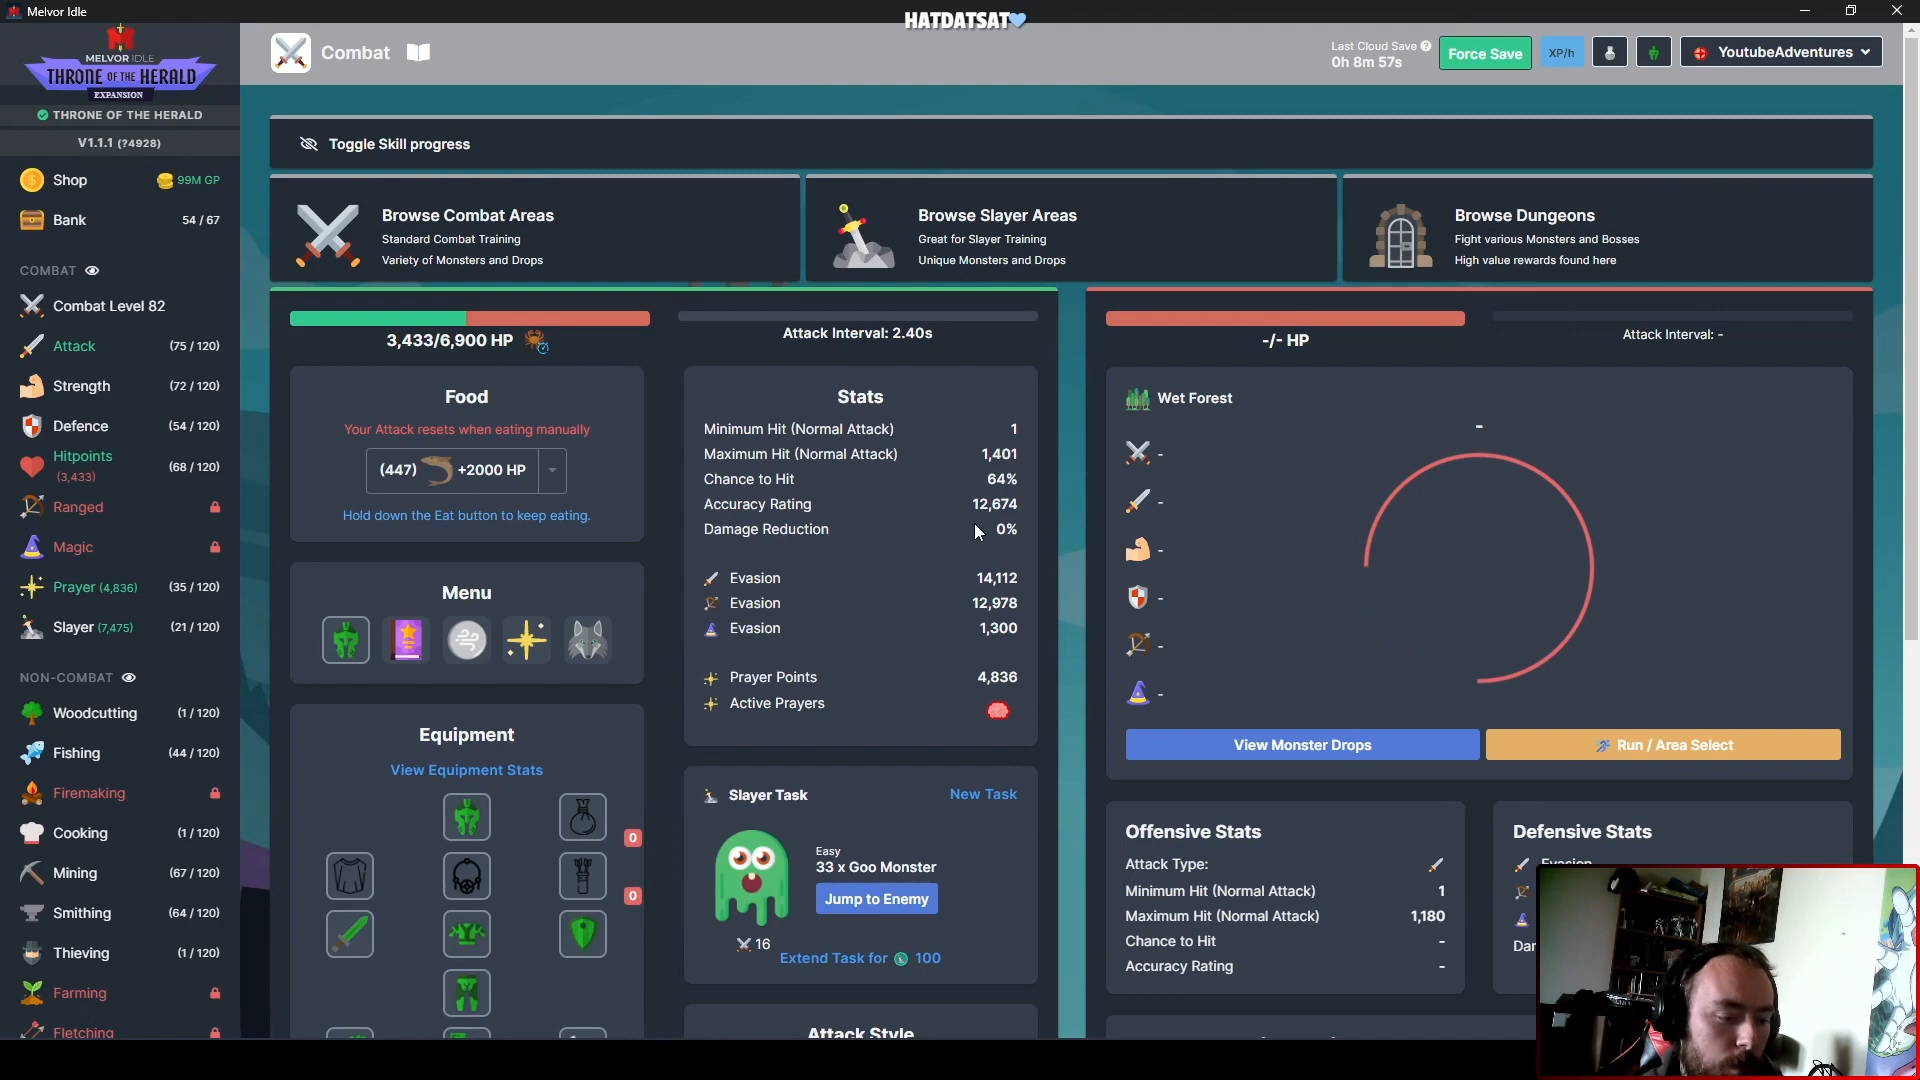 Melvor Idle
HATDATSAT
MELVOR IDLE
THRONE OF THE HERALD
EXPANSION
THRONE OF THE HERALD
V1.1.1 (?4928)
Shop 99M GP
Bank 54 / 67
COMBAT
Combat Level 82
Attack (75 / 120)
Strength (72 / 120)
Defence (54 / 120)
Hitpoints (68 / 120)
(3,433)
Ranged
Magic
Prayer (4,836) (35 / 120)
Slayer (7,475) (21 / 120)
NON-COMBAT
Woodcutting (1 / 120)
Fishing (44 / 120)
Firemaking
Cooking (1 / 120)
Mining (67 / 120)
Smithing (64 / 120)
Thieving (1 / 120)
Farming
Fletching
Combat
Last Cloud Save
0h 8m 57s
Force Save
XP/h
YoutubeAdventures
Toggle Skill progress
Browse Combat Areas
Standard Combat Training
Variety of Monsters and Drops
Browse Slayer Areas
Great for Slayer Training
Unique Monsters and Drops
Browse Dungeons
Fight various Monsters and Bosses
High value rewards found here
3,433/6,900 HP
Attack Interval: 2.40s
Food
Your Attack resets when eating manually
(447) +2000 HP
Hold down the Eat button to keep eating.
Menu
Equipment
View Equipment Stats
0
0
Stats
Minimum Hit (Normal Attack) 1
Maximum Hit (Normal Attack) 1,401
Chance to Hit 64%
Accuracy Rating 12,674
Damage Reduction 0%
Evasion 14,112
Evasion 12,978
Evasion 1,300
Prayer Points 4,836
Active Prayers
Slayer Task New Task
Easy
33 x Goo Monster
Jump to Enemy
16
Extend Task for 100
Attack Style
-/- HP
Attack Interval: -
Wet Forest
-
-
-
-
-
-
-
View Monster Drops
Run / Area Select
Offensive Stats
Attack Type:
Minimum Hit (Normal Attack) 1
Maximum Hit (Normal Attack) 1,180
Chance to Hit -
Accuracy Rating -
Defensive Stats
Evasion